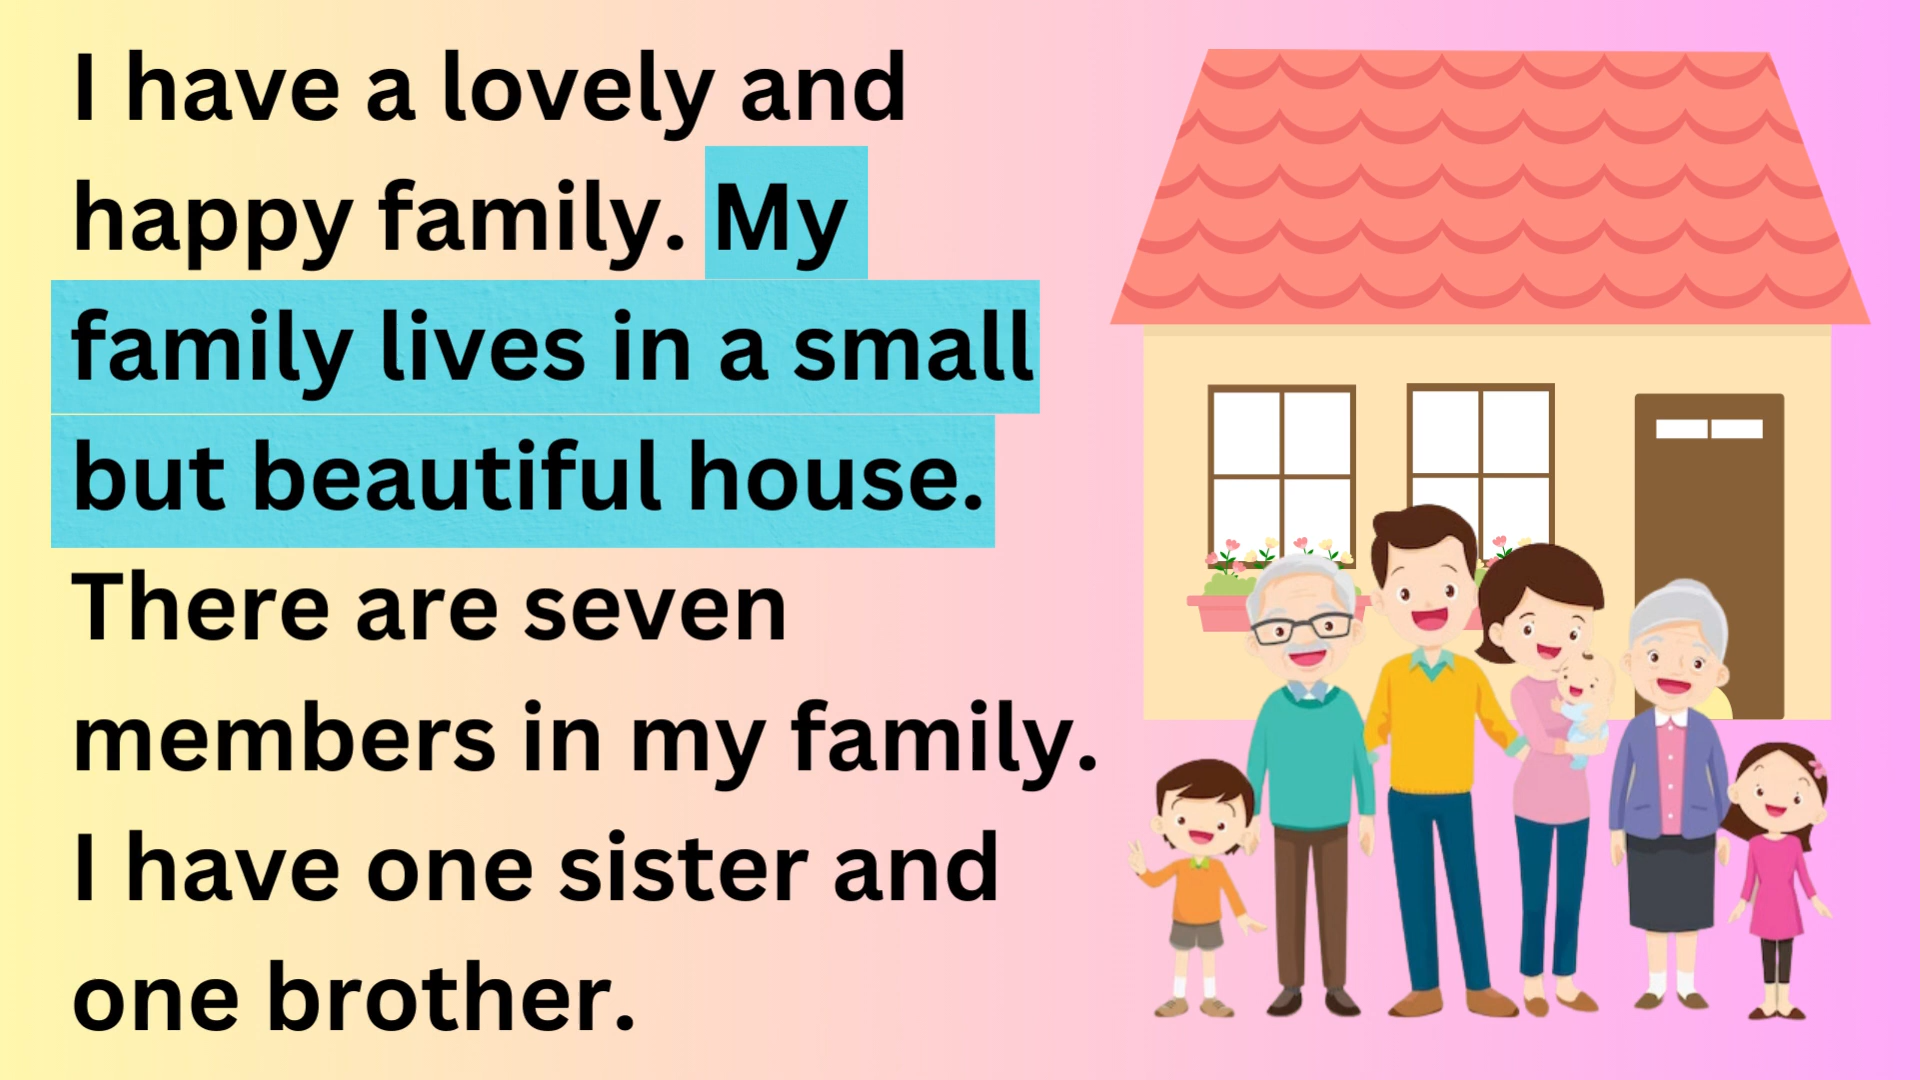 I have a lovely and
happy family. My
family lives in a small
but beautiful house.
There are seven
members in my family.
I have one sister and
one brother.